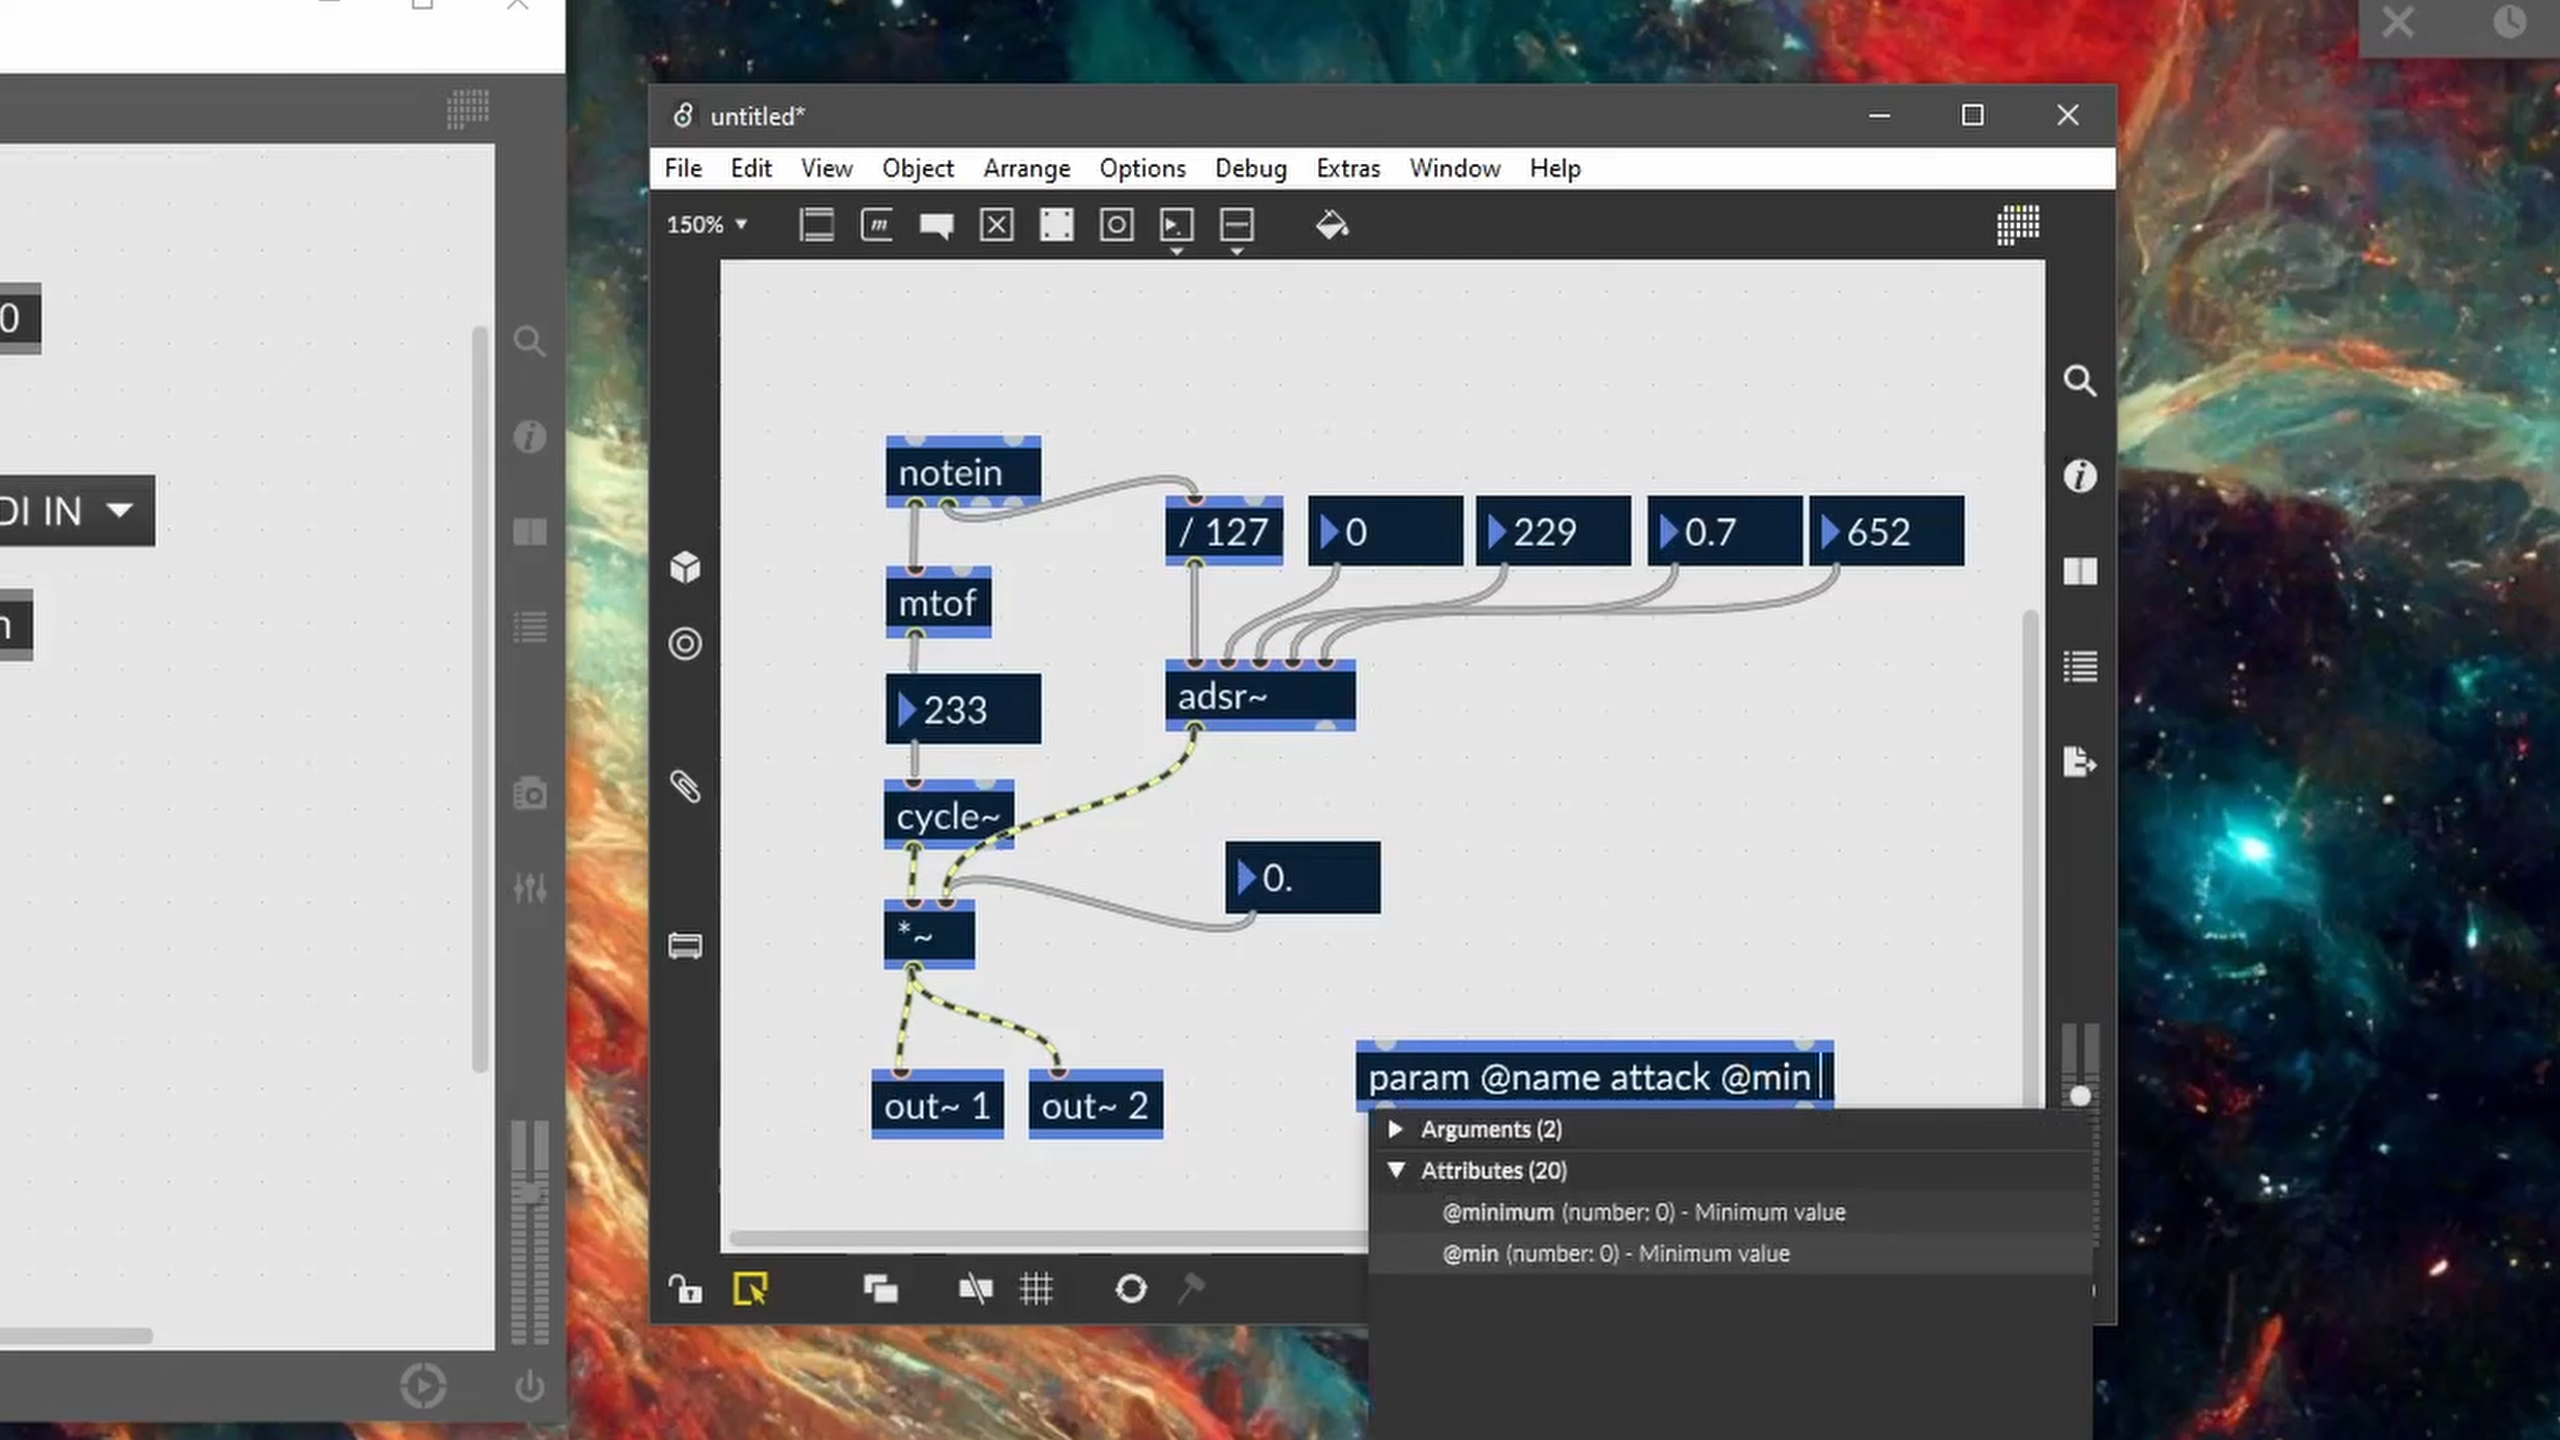 untitled*
File Edit View Object Arrange Options Debug Extras Window Help
150%
m
0
DI IN
n
notein
/ 127
0
229
0.7
652
mtof
adsr~
233
cycle~
0.
*~
param @name attack @min
out~ 1
out~ 2
Arguments (2)
Attributes (20)
@minimum (number: 0) - Minimum value
@min (number: 0) - Minimum value